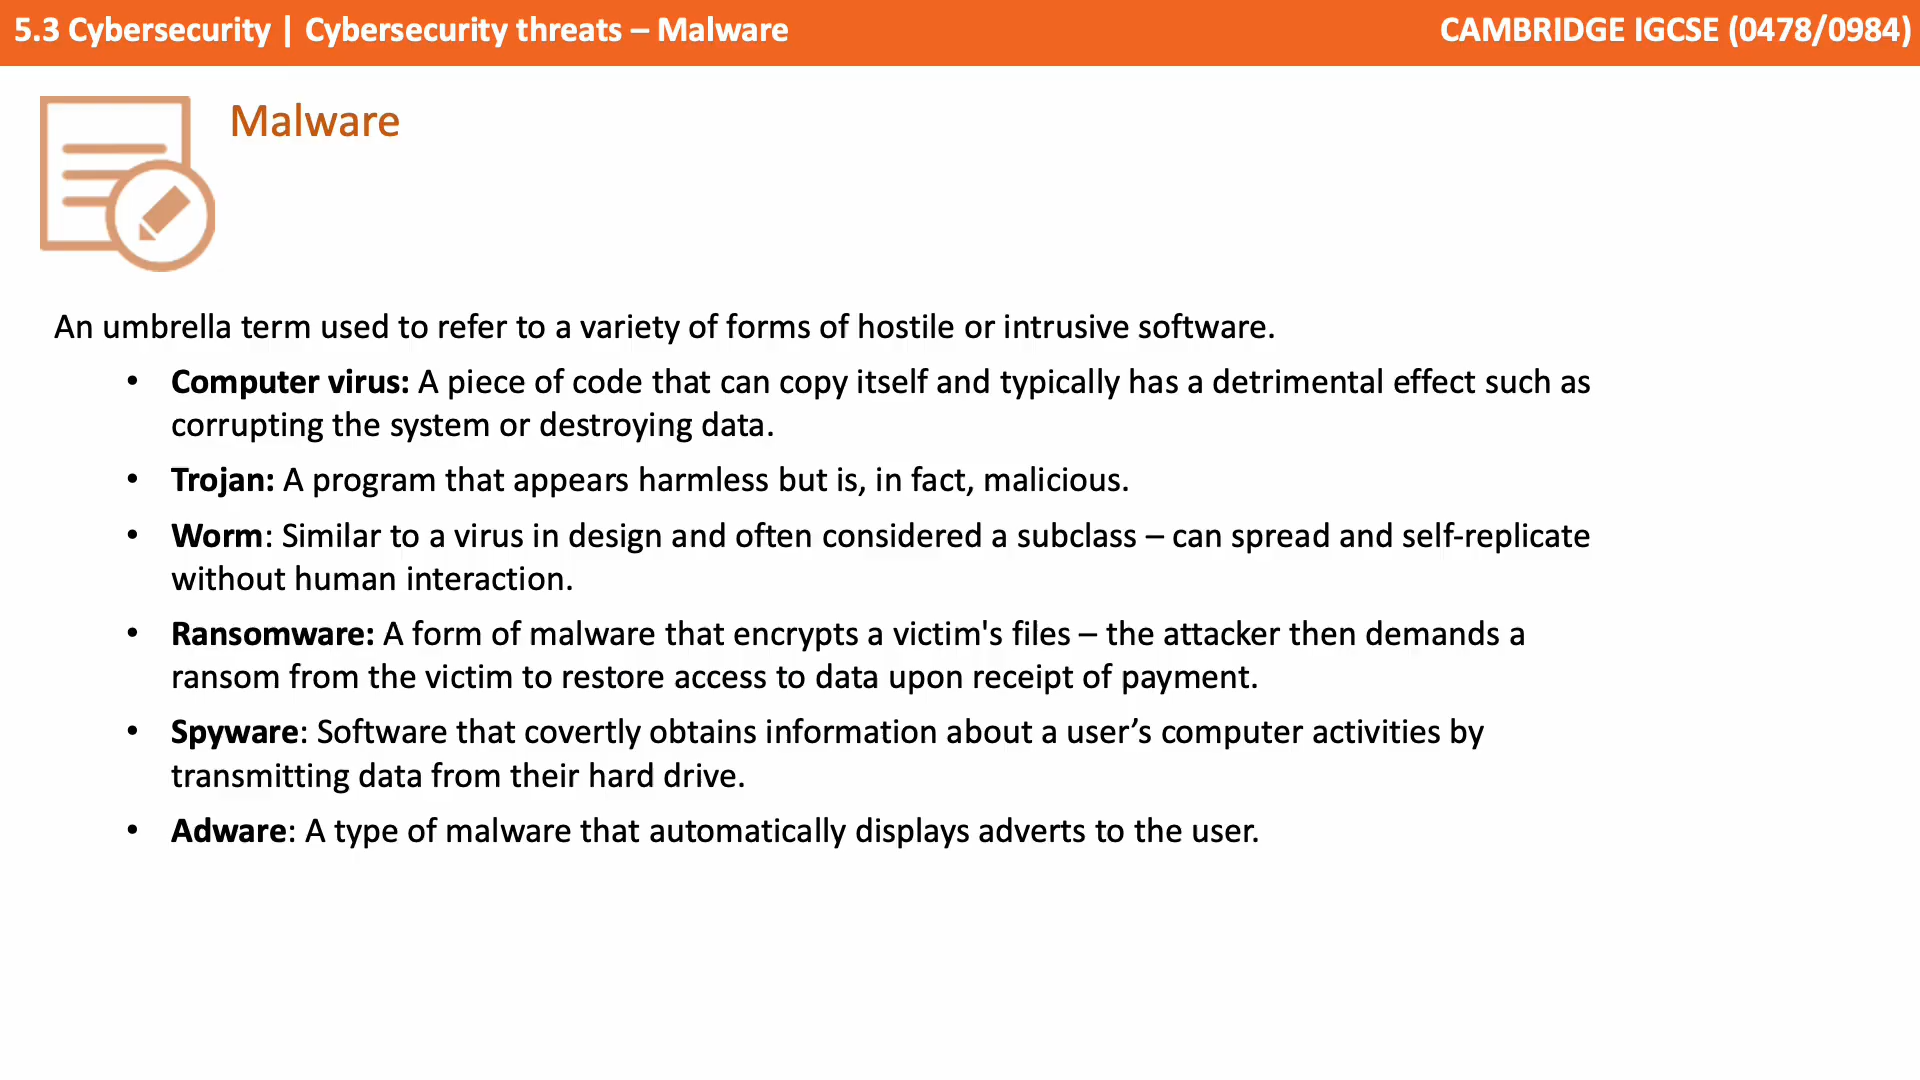 5.3 Cybersecurity | Cybersecurity threats – Malware
CAMBRIDGE IGCSE (0478/0984)
Malware
An umbrella term used to refer to a variety of forms of hostile or intrusive software.
• Computer virus: A piece of code that can copy itself and typically has a detrimental effect such as
corrupting the system or destroying data.
• Trojan: A program that appears harmless but is, in fact, malicious.
• Worm: Similar to a virus in design and often considered a subclass – can spread and self-replicate
without human interaction.
• Ransomware: A form of malware that encrypts a victim's files – the attacker then demands a
ransom from the victim to restore access to data upon receipt of payment.
• Spyware: Software that covertly obtains information about a user’s computer activities by
transmitting data from their hard drive.
• Adware: A type of malware that automatically displays adverts to the user.